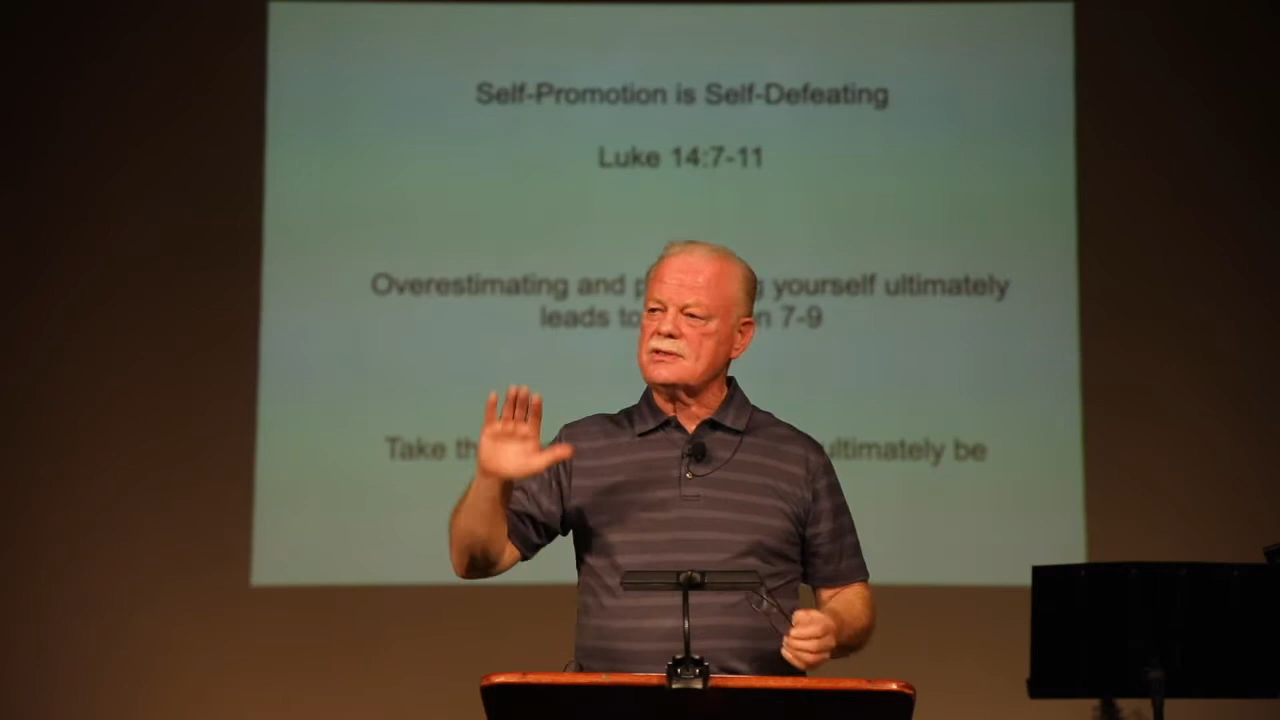 Self-Promotion is Self-Defeating
Luke 14:7-11
Overestimating and yourself ultimately
leads to 7-9
Take ultimately be